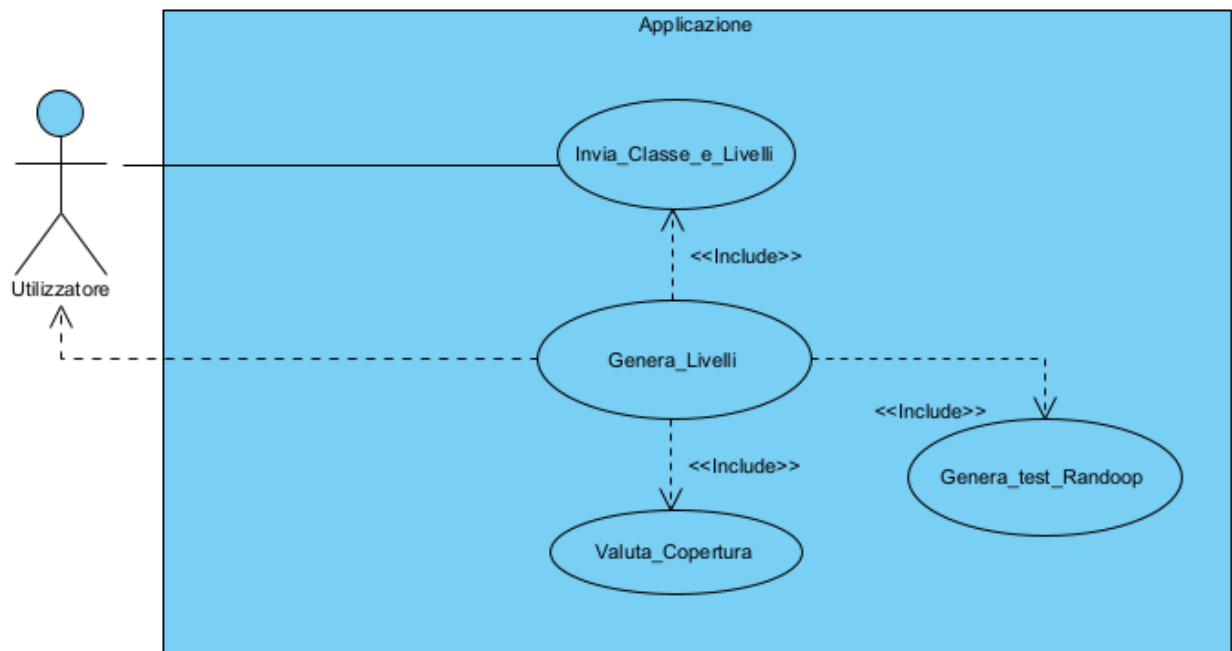 Applicazione
Invia_Classe_e_Livelli
<<Include>>
Utilizzatore
Genera_Livelli
<<Include>>
<<Include>>
Genera_test_Randoop
Valuta_Copertura